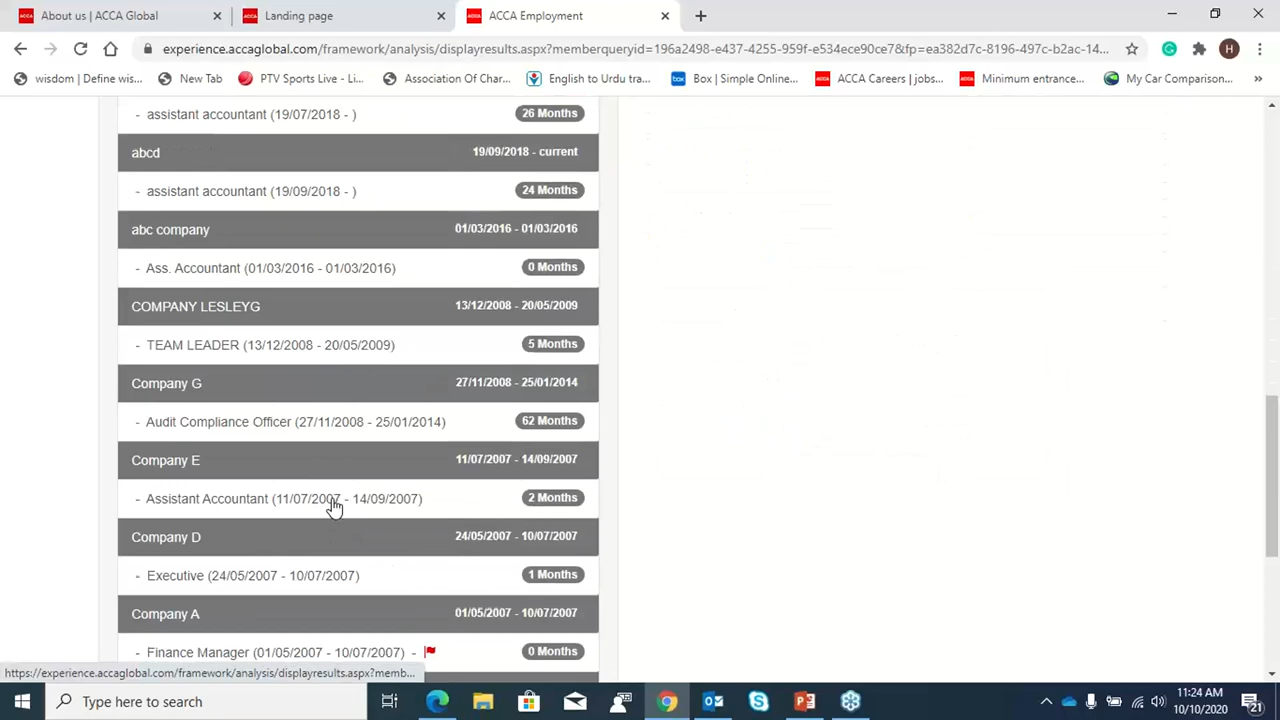 About us | ACCA Global
Landing page
ACCA Employment
experience.accaglobal.com/framework/analysis/displayresults.aspx?memberqueryid=196a2498-e437-4255-959f-e534ece90ce7&fp=ea382d7c-8196-497c-b2ac-14...
H
wisdom | Define wis...
New Tab
PTV Sports Live - Li...
Association Of Char...
English to Urdu tra...
Box | Simple Online...
ACCA Careers | jobs...
Minimum entrance...
My Car Comparison...
»
- assistant accountant (19/07/2018 - )
26 Months
abcd
19/09/2018 - current
- assistant accountant (19/09/2018 - )
24 Months
abc company
01/03/2016 - 01/03/2016
- Ass. Accountant (01/03/2016 - 01/03/2016)
0 Months
COMPANY LESLEYG
13/12/2008 - 20/05/2009
- TEAM LEADER (13/12/2008 - 20/05/2009)
5 Months
Company G
27/11/2008 - 25/01/2014
- Audit Compliance Officer (27/11/2008 - 25/01/2014)
62 Months
Company E
11/07/2007 - 14/09/2007
- Assistant Accountant (11/07/2007 - 14/09/2007)
2 Months
Company D
24/05/2007 - 10/07/2007
- Executive (24/05/2007 - 10/07/2007)
1 Months
Company A
01/05/2007 - 10/07/2007
- Finance Manager (01/05/2007 - 10/07/2007) -
0 Months
https://experience.accaglobal.com/framework/analysis/displayresults.aspx?memb...
Type here to search
11:24 AM
10/10/2020
21